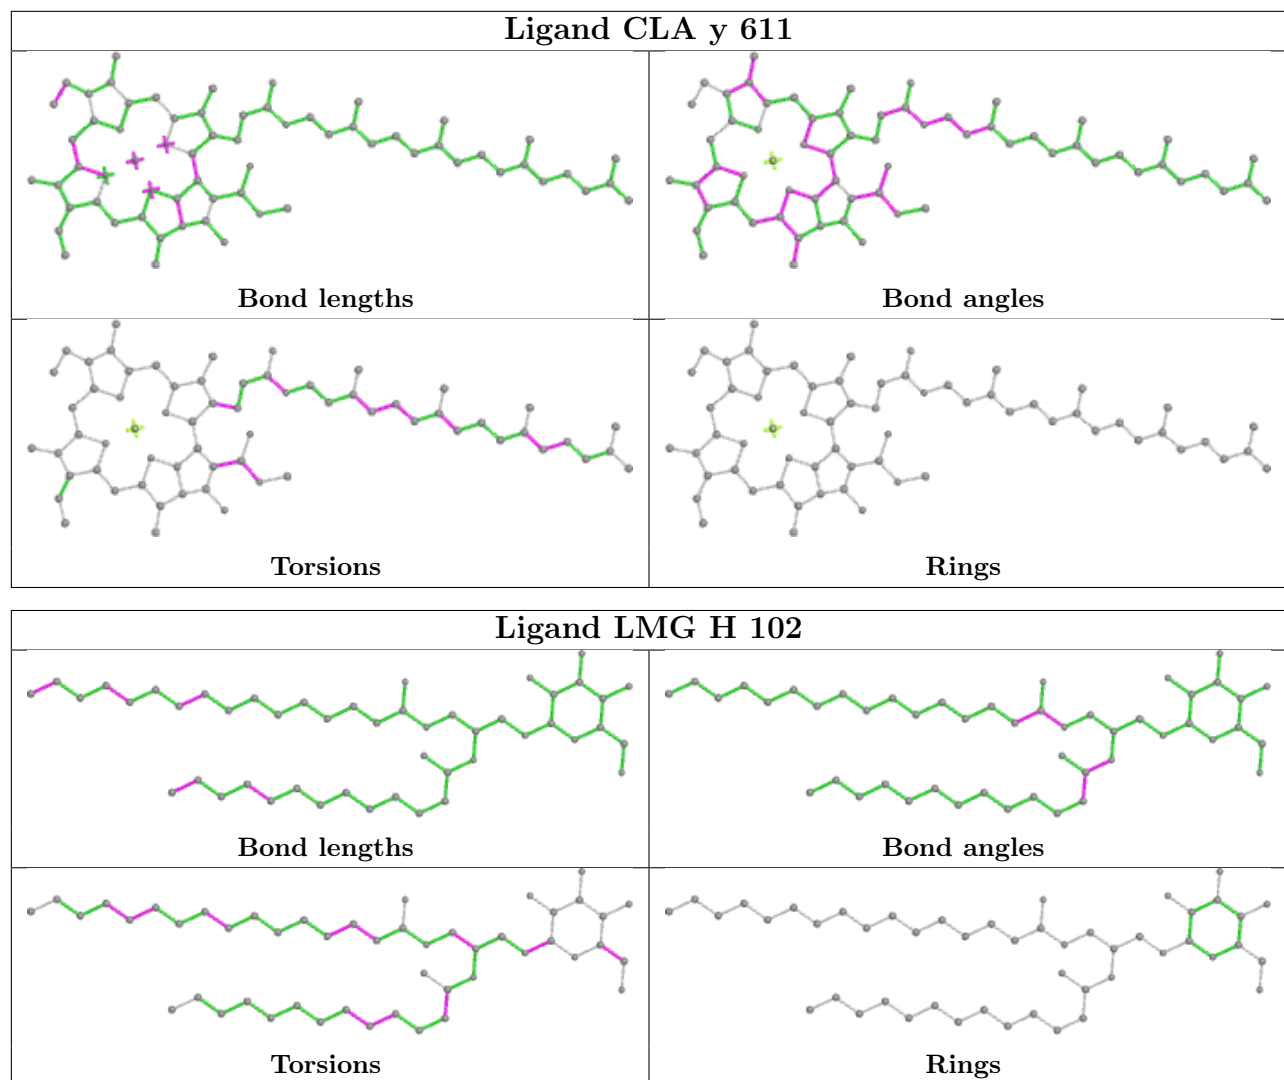 Ligand CLA y 611
Bond lengths
Bond angles
Torsions
Rings
Ligand LMG H 102
Bond lengths
Bond angles
Torsions
Rings